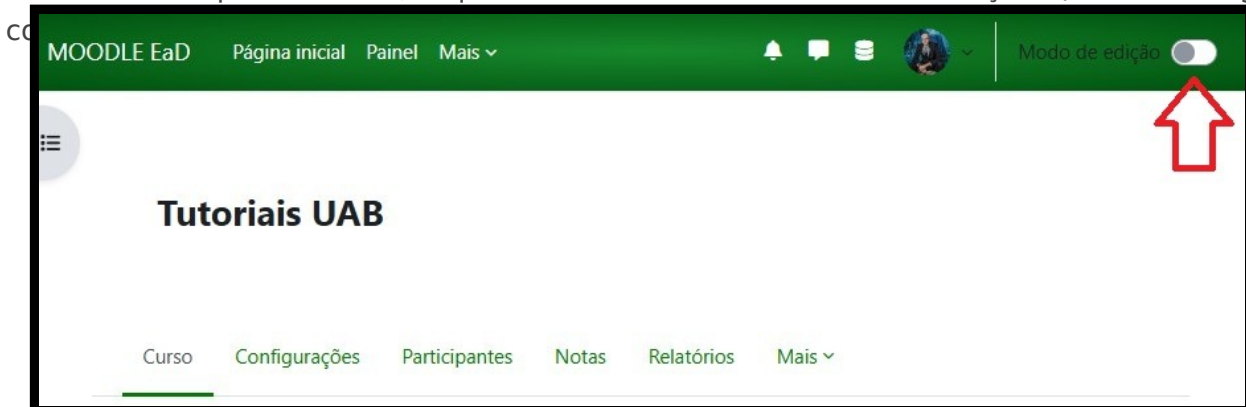 MOODLE EaD Página inicial Painel Mais Modo de edição
Tutoriais UAB
Curso Configurações Participantes Notas Relatórios Mais